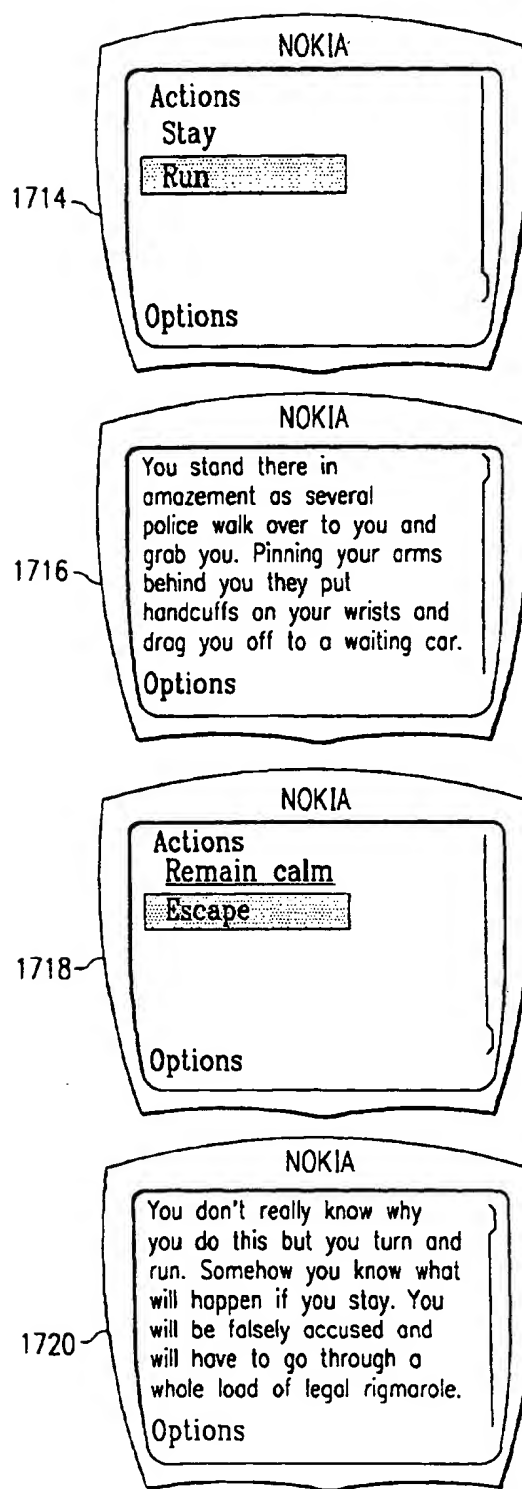 NOKIA
Actions
Stay
Run
1714
Options
NOKIA
You stand there in
amazement as several
police walk over to you and
grab you. Pinning your arms
1716
behind you they put
handcuffs on your wrists and
drag you off to a waiting car.
Options
NOKIA
Actions
Remain calm
Escape
1718
Options
NOKIA
You don't really know why
you do this but you turn and
run. Somehow you know what
will happen if you stay. You
will be falsely accused and
1720
will have to go through a
whole load of legal rigmarole.
Options